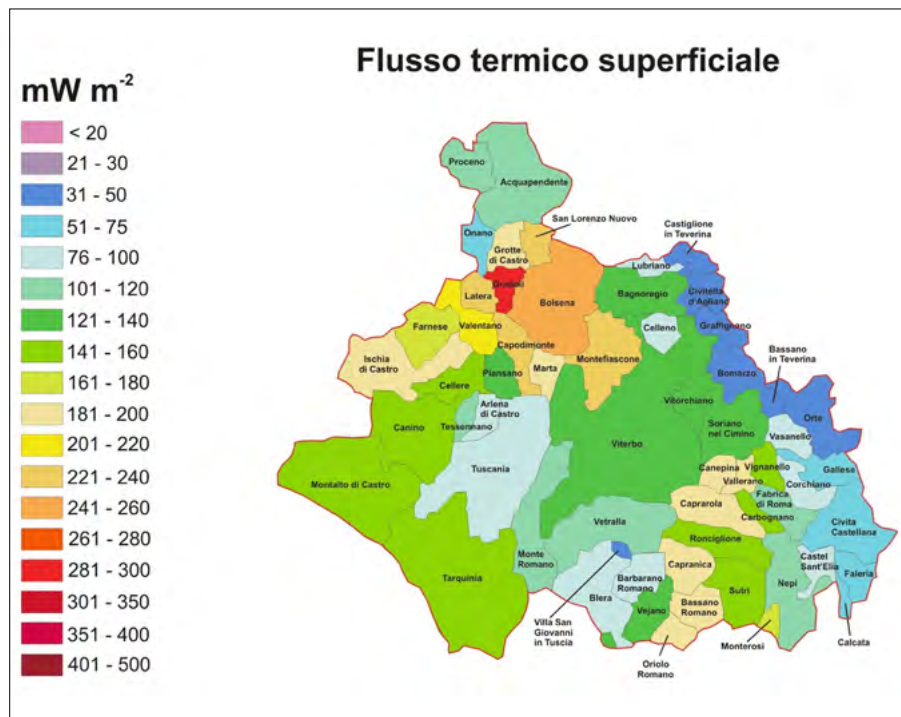 Flusso termico superficiale
mW m-2
< 20
21 - 30
31 - 50
51 - 75
76 - 100
101 - 120
121 - 140
141 - 160
161 - 180
181 - 200
201 - 220
221 - 240
241 - 260
261 - 280
281 - 300
301 - 350
351 - 400
401 - 500
Proceno
Acquapendente
San Lorenzo Nuovo
Castiglione
in Teverina
Onano
Grotte
di Castro
Lubriano
Gradoli
Latera
Bolsena
Bagnoregio
Civitella
d'Agliano
Farnese
Valentano
Celleno
Graffignano
Ischia
di Castro
Capodimonte
Marta
Montefiascone
Bassano
in Teverina
Piansano
Bomarzo
Cellere
Arlena
di Castro
Vitorchiano
Orte
Canino
Tessennano
Soriano
nel Cimino
Vasanello
Viterbo
Tuscania
Canepina
Vignanello
Gallese
Montalto di Castro
Vallerano
Corchiano
Fabrica
di Roma
Caprarola
Carbognano
Civita
Castellana
Vetralla
Ronciglione
Monte
Romano
Castel
Sant'Elia
Tarquinia
Barbarano
Romano
Capranica
Faleria
Blera
Sutri
Nepi
Vejano
Bassano
Romano
Villa San
Giovanni
in Tuscia
Monterosi
Calcata
Oriolo
Romano